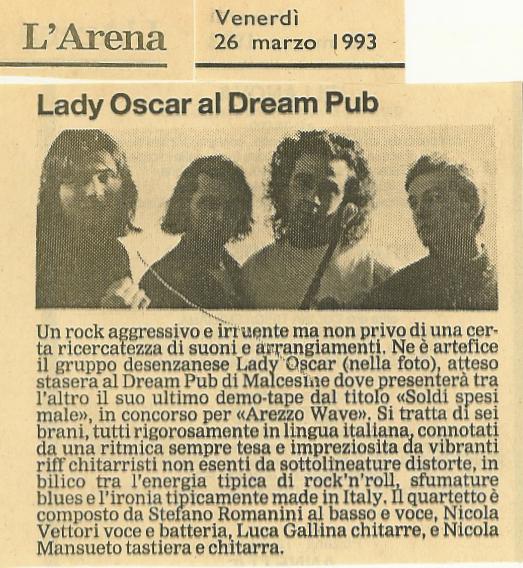 L'Arena
Venerdì
26 marzo 1993
Lady Oscar al Dream Pub
Un rock aggressivo e irruente ma non privo di una cer-
ta ricercatezza di suoni e arrangiamenti. Ne è artefice
il gruppo desenzanese Lady Oscar (nella foto), atteso
stasera al Dream Pub di Malcesine dove presenterà tra
l'altro il suo ultimo demo-tape dal titolo «Soldi spesi
male», in concorso per «Arezzo Wave». Si tratta di sei
brani, tutti rigorosamente in lingua italiana, connotati
da una ritmica sempre tesa e impreziosita da vibranti
riff chitarristi non esenti da sottolineature distorte, in
bilico tra l'energia tipica di rock'n'roll, sfumature
blues e l'ironia tipicamente made in Italy. Il quartetto è
composto da Stefano Romanini al basso e voce, Nicola
Vettori voce e batteria, Luca Gallina chitarre, e Nicola
Mansueto tastiera e chitarra.